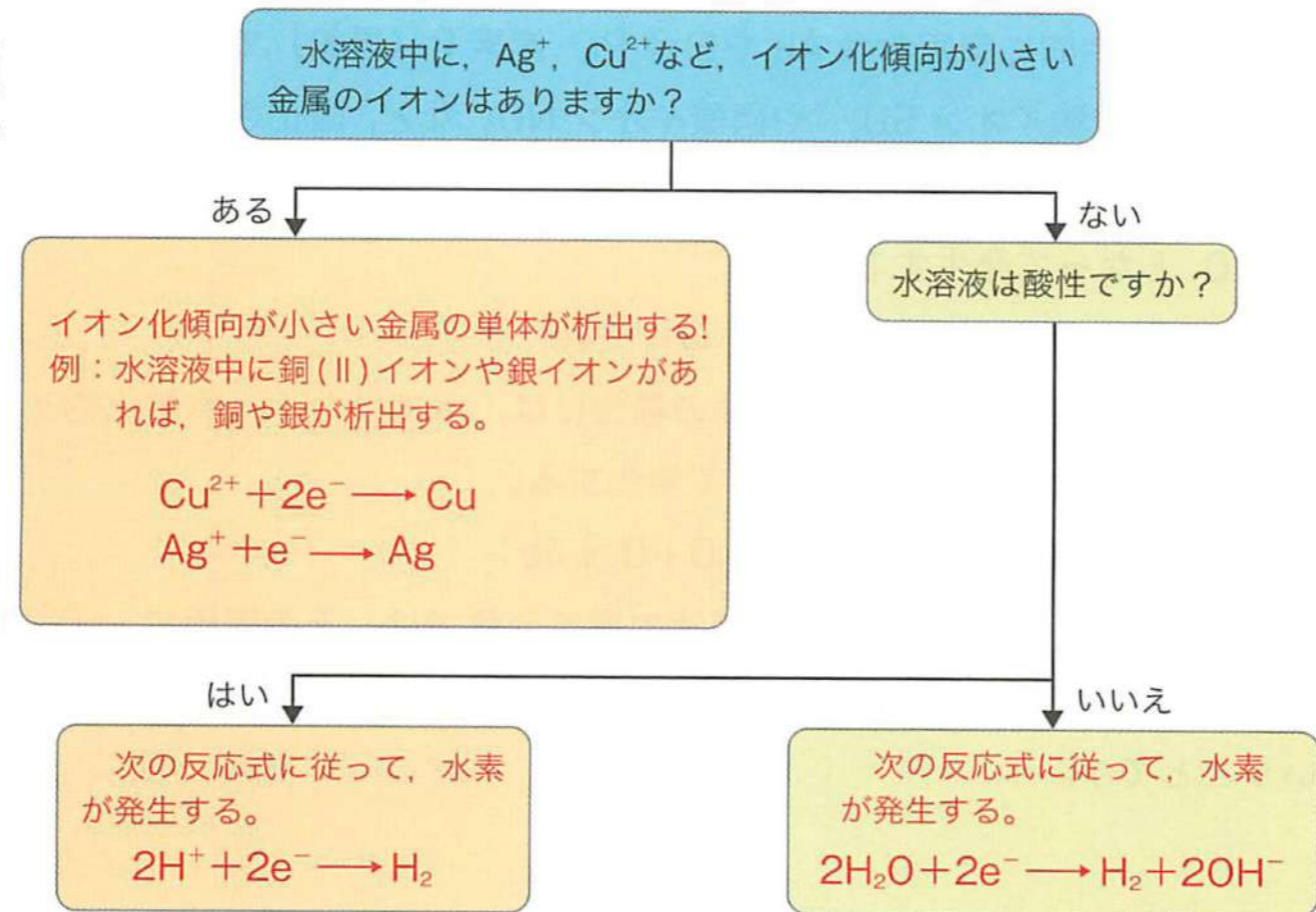 水溶液中に，Ag⁺，Cu²⁺など，イオン化傾向が小さい
金属のイオンはありますか？
ある
ない
イオン化傾向が小さい金属の単体が析出する!
例：水溶液中に銅(Ⅱ)イオンや銀イオンがあ
れば，銅や銀が析出する。
Cu²⁺＋2e⁻⟶Cu
Ag⁺＋e⁻⟶Ag
水溶液は酸性ですか？
はい
いいえ
次の反応式に従って，水素
が発生する。
2H⁺＋2e⁻⟶H₂
次の反応式に従って，水素
が発生する。
2H₂O＋2e⁻⟶H₂＋2OH⁻